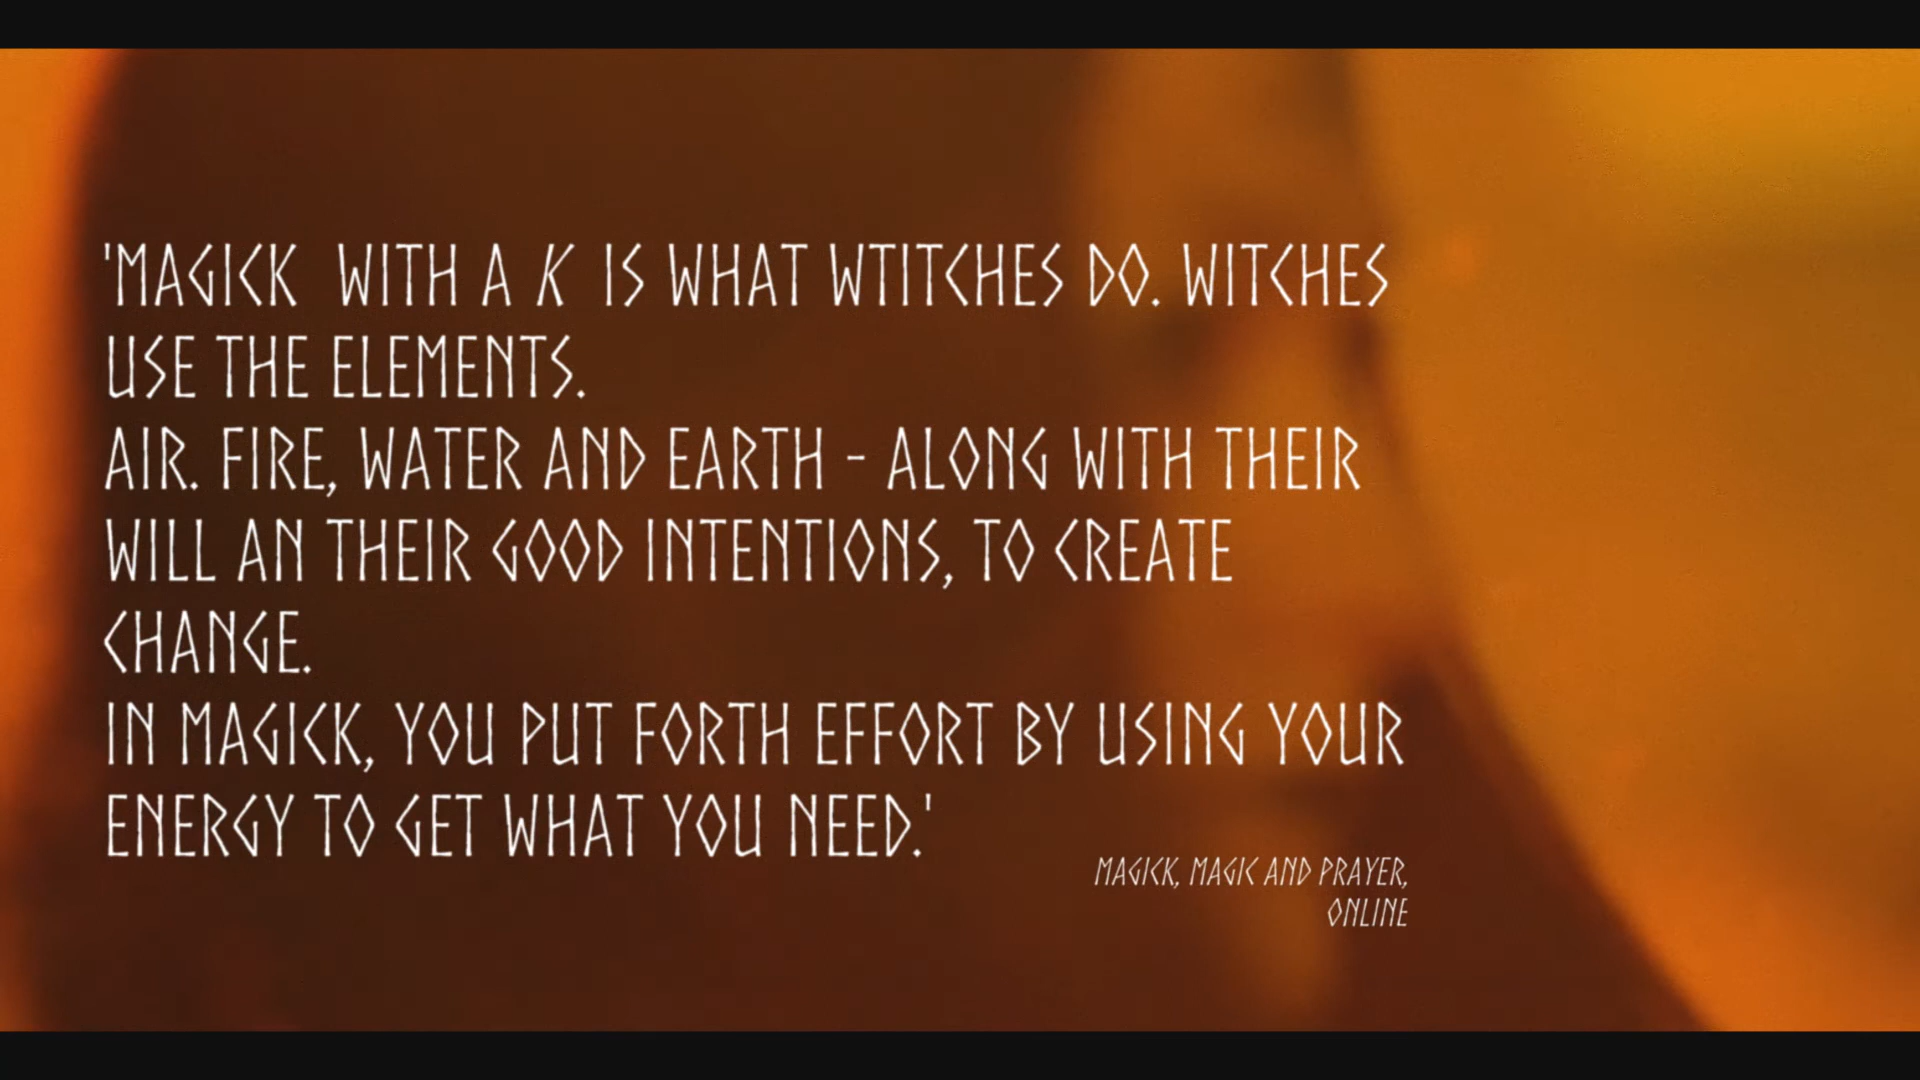 'MAGICK WITH A K IS WHAT WTITCHES DO. WITCHES
USE THE ELEMENTS.
AIR. FIRE, WATER AND EARTH - ALONG WITH THEIR
WILL AN THEIR GOOD INTENTIONS, TO CREATE
CHANGE.
IN MAGICK, YOU PUT FORTH EFFORT BY USING YOUR
ENERGY TO GET WHAT YOU NEED.'
MAGICK, MAGIC AND PRAYER,
ONLINE